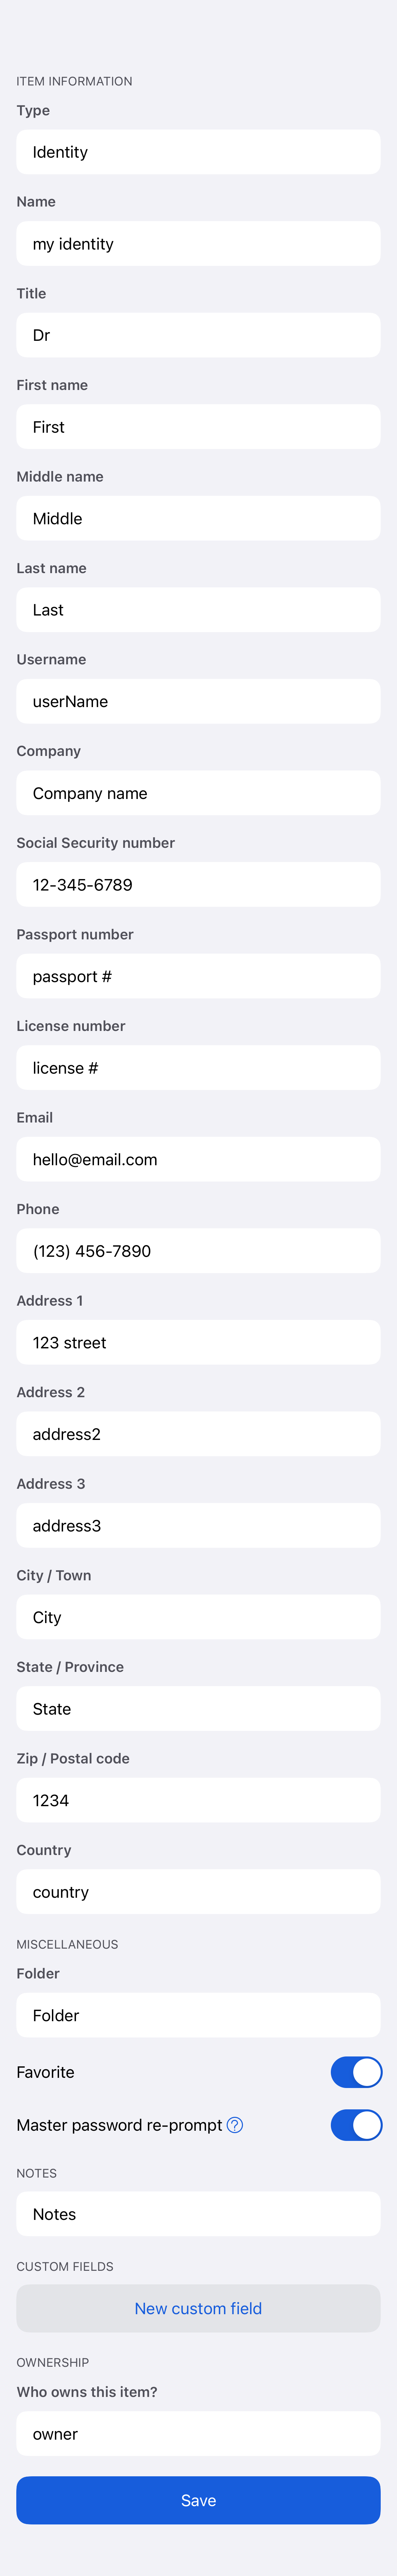 ITEM INFORMATION
Type
Identity
Name
my identity
Title
Dr
First name
First
Middle name
Middle
Last name
Last
Username
userName
Company
Company name
Social Security number
12-345-6789
Passport number
passport #
License number
license #
Email
hello@email.com
Phone
(123) 456-7890
Address 1
123 street
Address 2
address2
Address 3
address3
City / Town
City
State / Province
State
Zip / Postal code
1234
Country
country
MISCELLANEOUS
Folder
Folder
Favorite
Master password re-prompt ?
NOTES
Notes
CUSTOM FIELDS
New custom field
OWNERSHIP
Who owns this item?
owner
Save